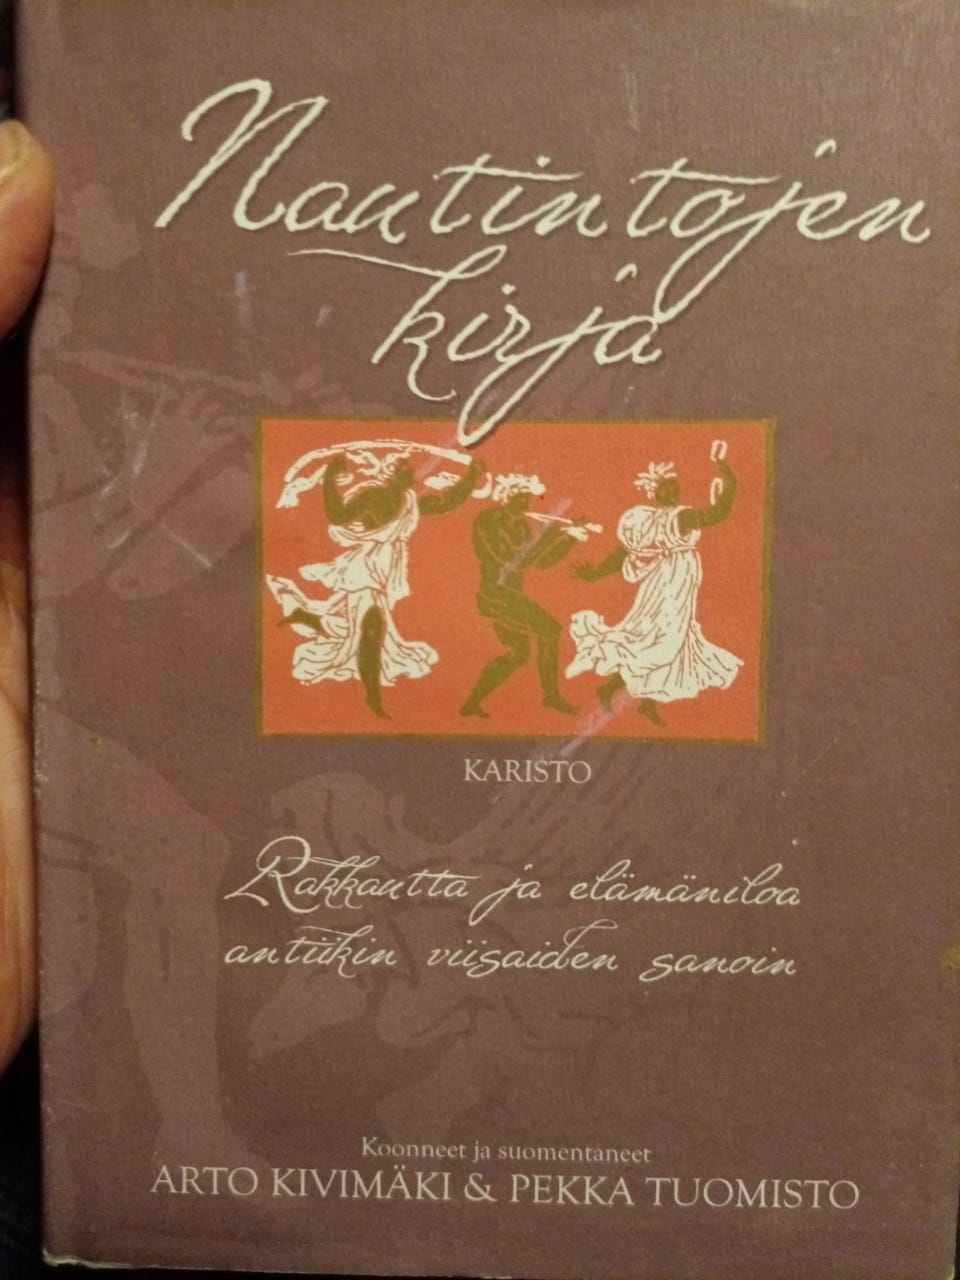 Nautintojen
kirja
KARISTO
Rakkautta ja elämäniloa
antiikin viisaiden sanoin
Koonneet ja suomentaneet
ARTO KIVIMÄKI & PEKKA TUOMISTO